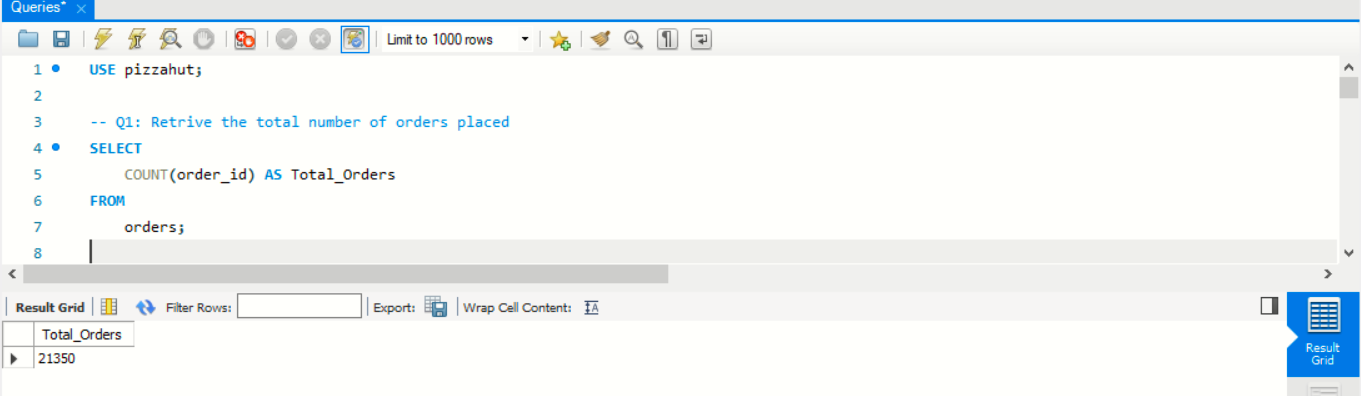 Queries*
Limit to 1000 rows
1 USE pizzahut;
2
3 -- Q1: Retrive the total number of orders placed
4 SELECT
5 COUNT(order_id) AS Total_Orders
6 FROM
7 orders;
8
Result Grid Filter Rows: Export: Wrap Cell Content: IA
Total_Orders
21350
Result
Grid